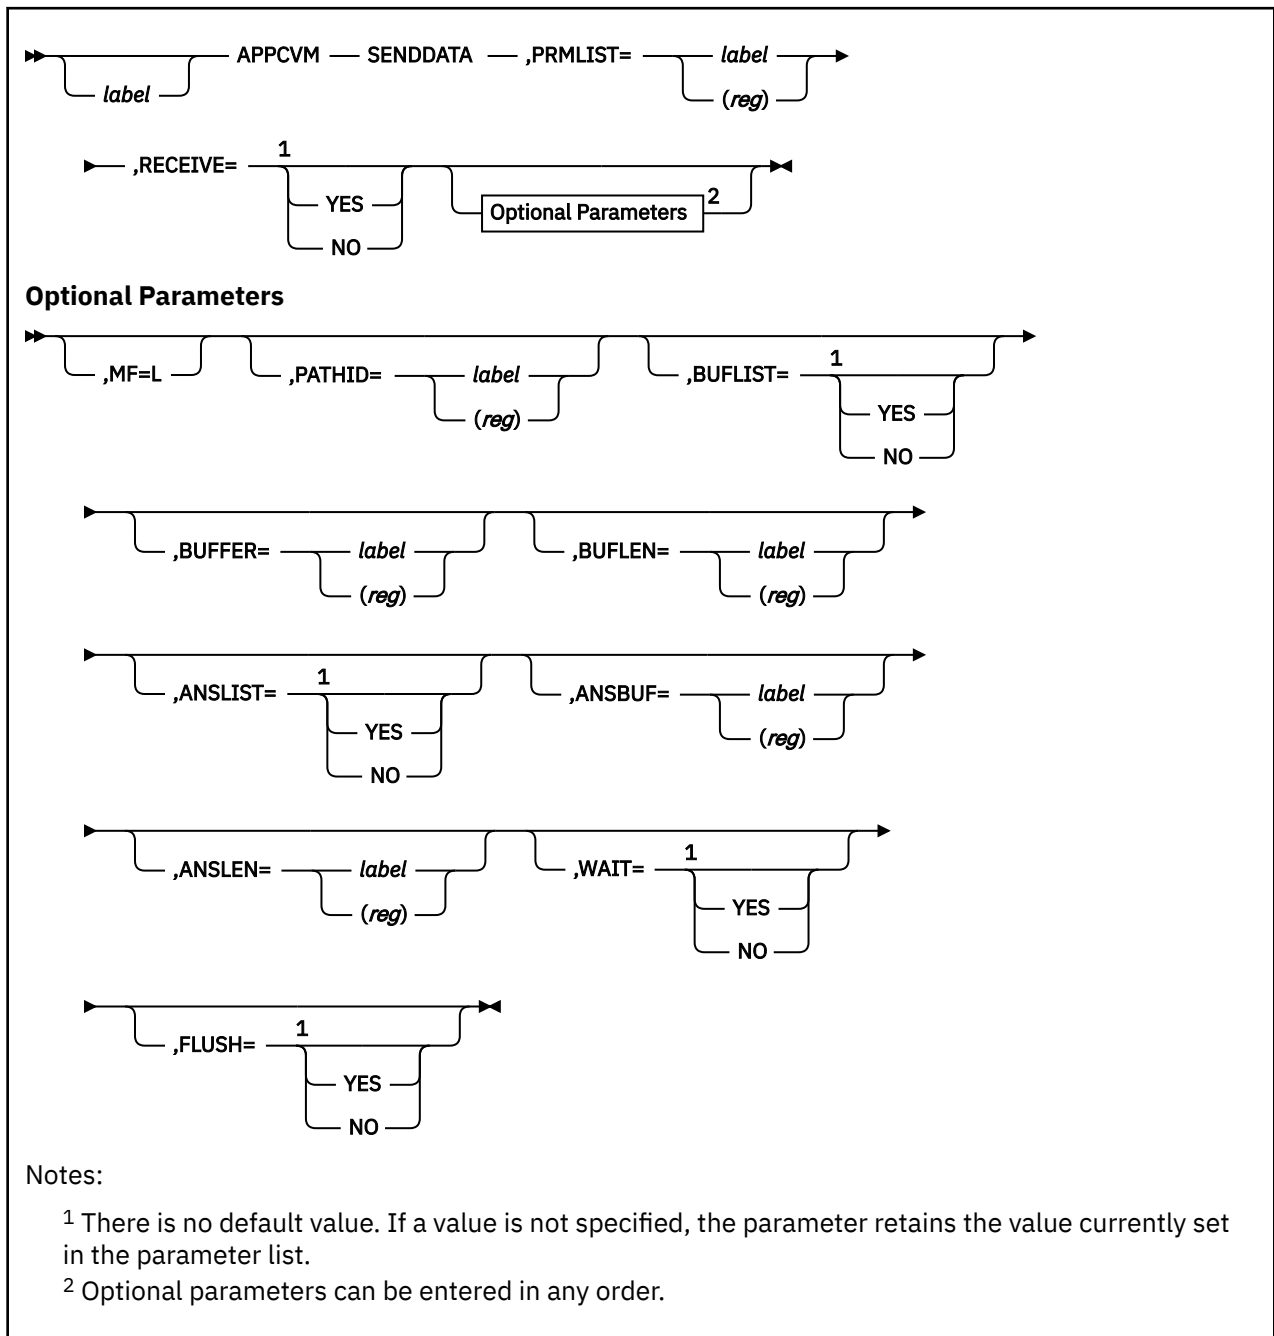 APPCVM SENDDATA ,PRMLIST= label
label (reg)
1
,RECEIVE=
YES Optional Parameters 2
NO
Optional Parameters
,MF=L ,PATHID= label ,BUFLIST= 1
(reg) YES
NO
,BUFFER= label ,BUFLEN= label
(reg) (reg)
,ANSLIST= 1 ,ANSBUF= label
YES (reg)
NO
,ANSLEN= label ,WAIT= 1
(reg) YES
NO
,FLUSH= 1
YES
NO
Notes:
1 There is no default value. If a value is not specified, the parameter retains the value currently set
in the parameter list.
2 Optional parameters can be entered in any order.